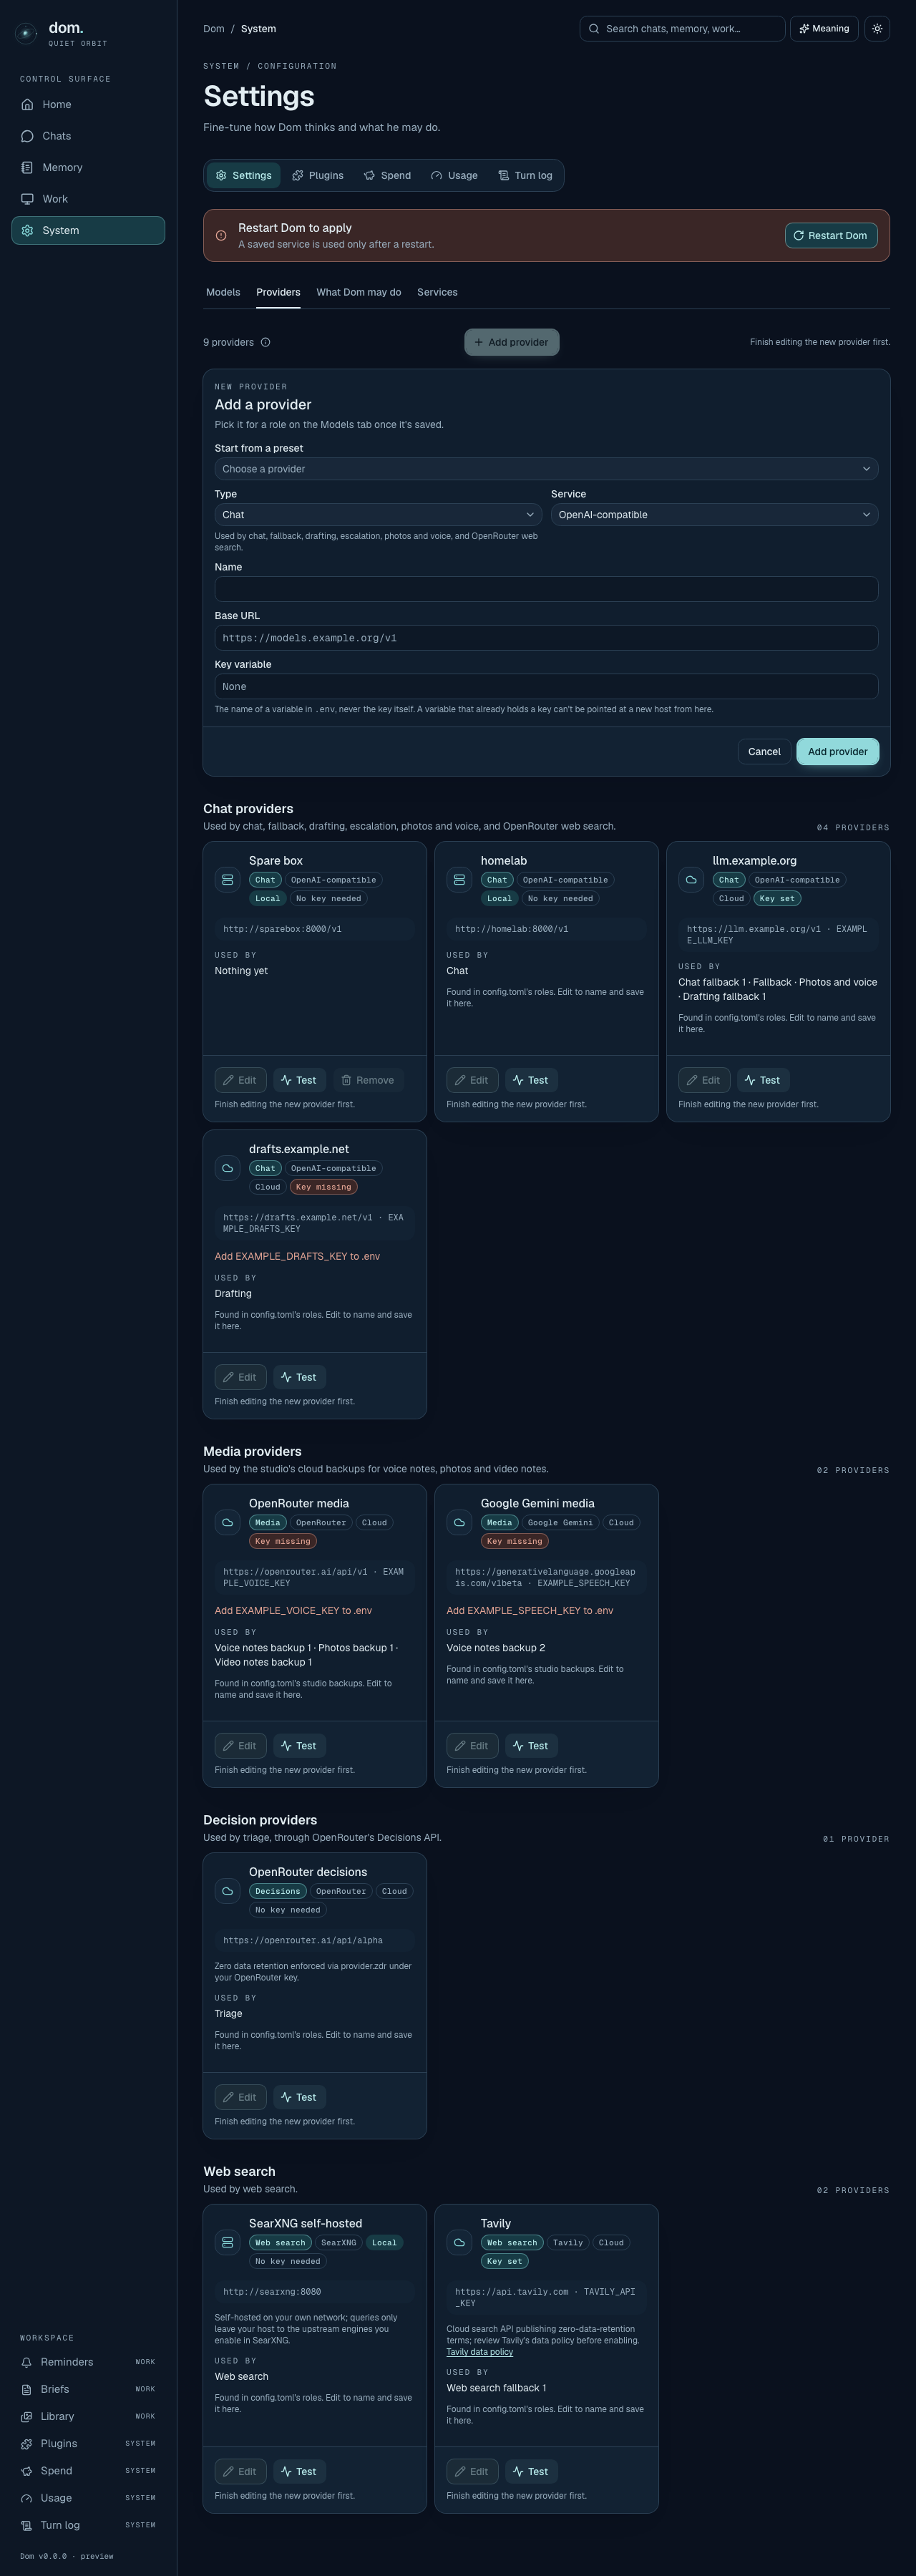 dom.
QUIET ORBIT
CONTROL SURFACE
Home
Chats
Memory
Work
System
Dom / System
Search chats, memory, work...
Meaning
SYSTEM / CONFIGURATION
Settings
Fine-tune how Dom thinks and what he may do.
Settings
Plugins
Spend
Usage
Turn log
Restart Dom to apply
A saved service is used only after a restart.
Restart Dom
Models
Providers
What Dom may do
Services
9 providers
Add provider
Finish editing the new provider first.
NEW PROVIDER
Add a provider
Pick it for a role on the Models tab once it's saved.
Start from a preset
Choose a provider
Type
Service
Chat
OpenAI-compatible
Used by chat, fallback, drafting, escalation, photos and voice, and OpenRouter web
search.
Name
Base URL
https://models.example.org/v1
Key variable
None
The name of a variable in .env, never the key itself. A variable that already holds a key can't be pointed at a new host from here.
Cancel
Add provider
Chat providers
Used by chat, fallback, drafting, escalation, photos and voice, and OpenRouter web search.
04 PROVIDERS
Spare box
Chat
OpenAI-compatible
Local
No key needed
http://sparebox:8000/v1
USED BY
Nothing yet
Edit
Test
Remove
Finish editing the new provider first.
homelab
Chat
OpenAI-compatible
Local
No key needed
http://homelab:8000/v1
USED BY
Chat
Found in config.toml's roles. Edit to name and save
it here.
Edit
Test
Finish editing the new provider first.
llm.example.org
Chat
OpenAI-compatible
Cloud
Key set
https://llm.example.org/v1 · EXAMPL
E_LLM_KEY
USED BY
Chat fallback 1 · Fallback · Photos and voice
· Drafting fallback 1
Found in config.toml's roles. Edit to name and save
it here.
Edit
Test
Finish editing the new provider first.
drafts.example.net
Chat
OpenAI-compatible
Cloud
Key missing
https://drafts.example.net/v1 · EXA
MPLE_DRAFTS_KEY
Add EXAMPLE_DRAFTS_KEY to .env
USED BY
Drafting
Found in config.toml's roles. Edit to name and save
it here.
Edit
Test
Finish editing the new provider first.
Media providers
Used by the studio's cloud backups for voice notes, photos and video notes.
02 PROVIDERS
OpenRouter media
Media
OpenRouter
Cloud
Key missing
https://openrouter.ai/api/v1 · EXAM
PLE_VOICE_KEY
Add EXAMPLE_VOICE_KEY to .env
USED BY
Voice notes backup 1 · Photos backup 1 ·
Video notes backup 1
Found in config.toml's studio backups. Edit to
name and save it here.
Edit
Test
Finish editing the new provider first.
Google Gemini media
Media
Google Gemini
Cloud
Key missing
https://generativelanguage.googleap
is.com/v1beta · EXAMPLE_SPEECH_KEY
Add EXAMPLE_SPEECH_KEY to .env
USED BY
Voice notes backup 2
Found in config.toml's studio backups. Edit to
name and save it here.
Edit
Test
Finish editing the new provider first.
Decision providers
Used by triage, through OpenRouter's Decisions API.
01 PROVIDER
OpenRouter decisions
Decisions
OpenRouter
Cloud
No key needed
https://openrouter.ai/api/alpha
Zero data retention enforced via provider.zdr under
your OpenRouter key.
USED BY
Triage
Found in config.toml's roles. Edit to name and save
it here.
Edit
Test
Finish editing the new provider first.
Web search
Used by web search.
02 PROVIDERS
SearXNG self-hosted
Web search
SearXNG
Local
No key needed
http://searxng:8080
Self-hosted on your own network; queries only
leave your host to the upstream engines you
enable in SearXNG.
USED BY
Web search
Found in config.toml's roles. Edit to name and save
it here.
Edit
Test
Finish editing the new provider first.
Tavily
Web search
Tavily
Cloud
Key set
https://api.tavily.com · TAVILY_API
_KEY
Cloud search API publishing zero-data-retention
terms; review Tavily's data policy before enabling.
Tavily data policy
USED BY
Web search fallback 1
Found in config.toml's roles. Edit to name and save
it here.
Edit
Test
Finish editing the new provider first.
WORKSPACE
Reminders WORK
Briefs WORK
Library WORK
Plugins SYSTEM
Spend SYSTEM
Usage SYSTEM
Turn log SYSTEM
Dom v0.0.0 · preview